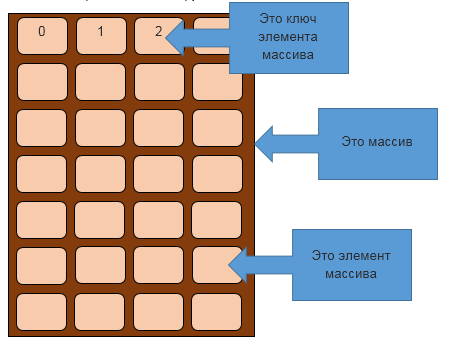 Это ключ
элемента
массива
0 1 2
Это массив
Это элемент
массива